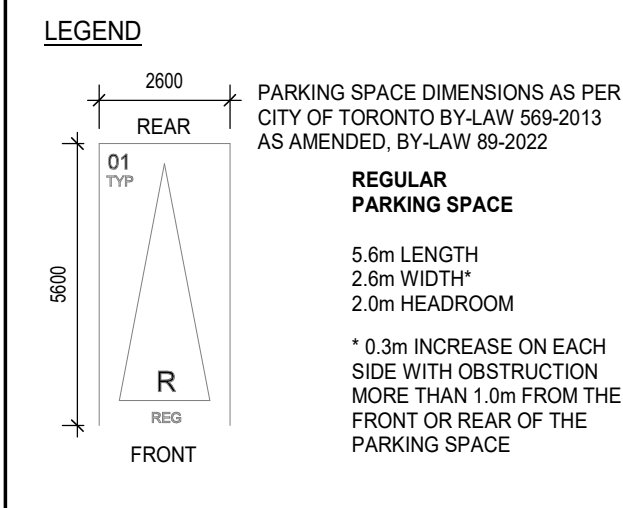 LEGEND
2600
REAR
01
TYP
5600
R
REG
FRONT
PARKING SPACE DIMENSIONS AS PER
CITY OF TORONTO BY-LAW 569-2013
AS AMENDED, BY-LAW 89-2022
REGULAR
PARKING SPACE
5.6m LENGTH
2.6m WIDTH*
2.0m HEADROOM
* 0.3m INCREASE ON EACH
SIDE WITH OBSTRUCTION
MORE THAN 1.0m FROM THE
FRONT OR REAR OF THE
PARKING SPACE